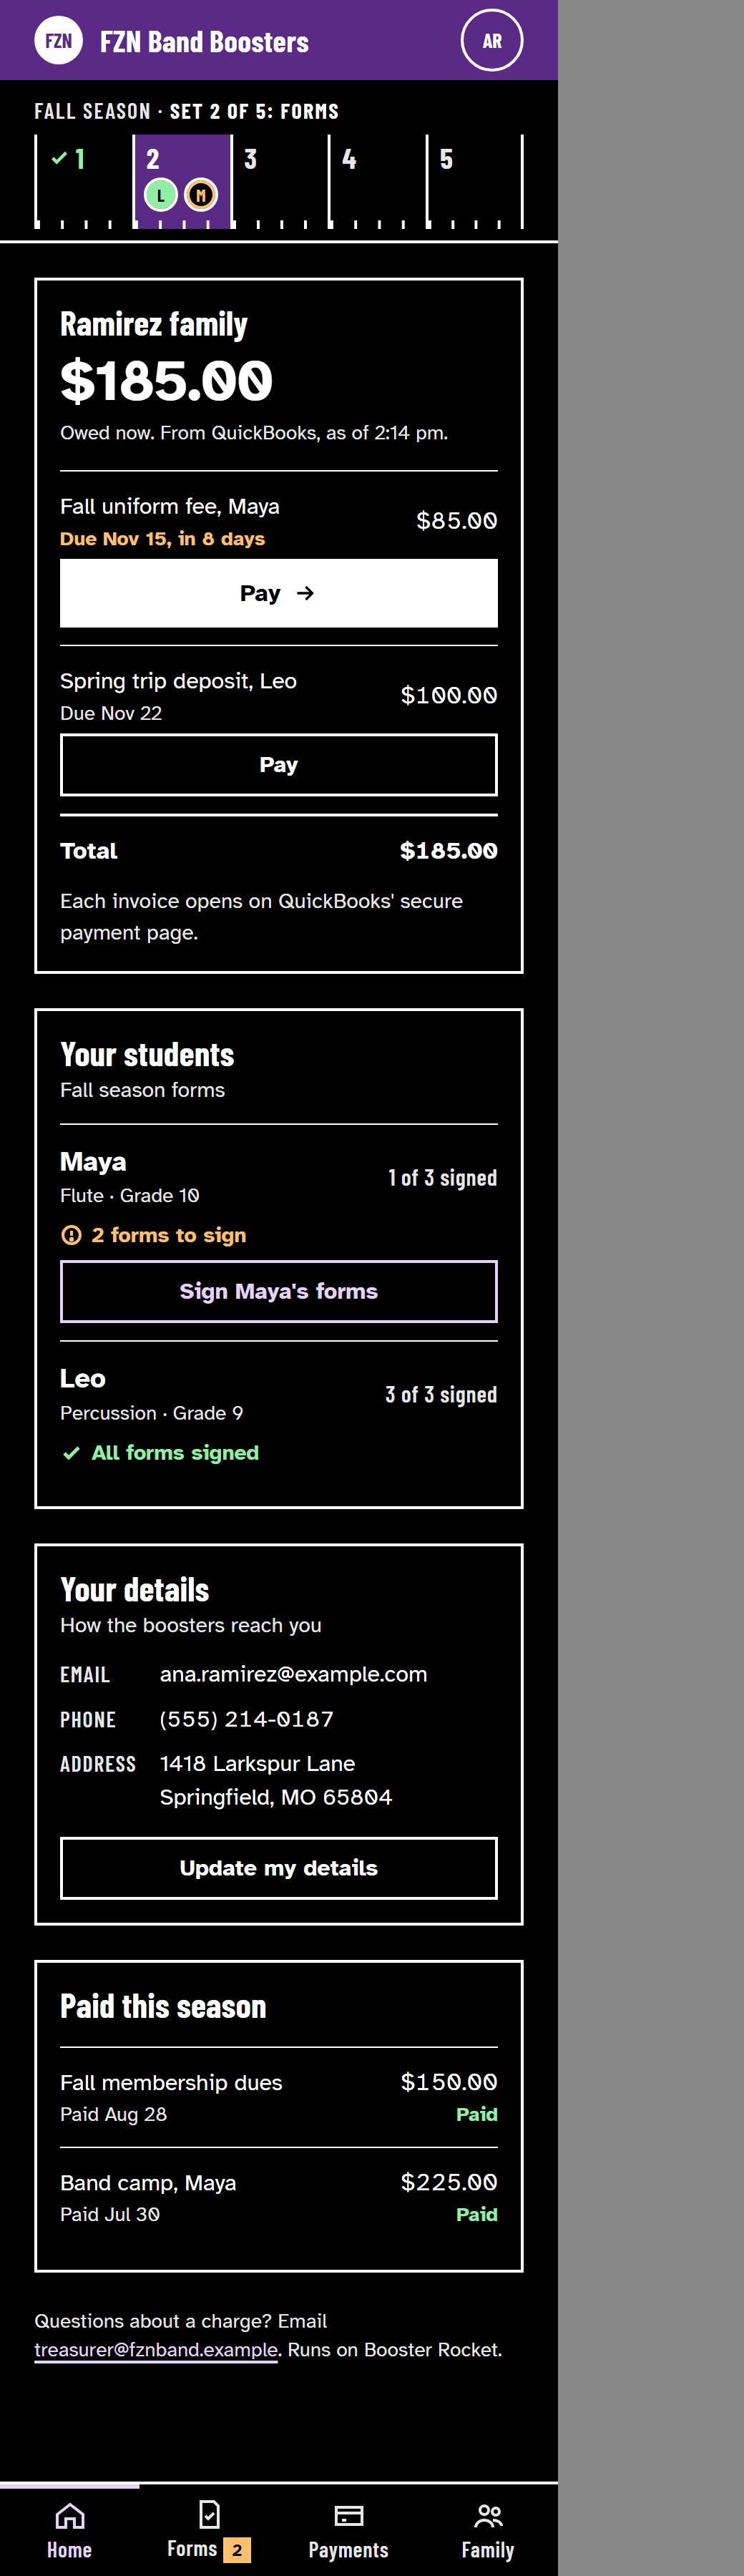 FZN FZN Band Boosters AR
FALL SEASON · SET 2 OF 5: FORMS
1 2 3 4 5
L M
Ramirez family
$185.00
Owed now. From QuickBooks, as of 2:14 pm.
Fall uniform fee, Maya
$85.00
Due Nov 15, in 8 days
Pay →
Spring trip deposit, Leo
$100.00
Due Nov 22
Pay
Total $185.00
Each invoice opens on QuickBooks' secure
payment page.
Your students
Fall season forms
Maya
1 of 3 signed
Flute · Grade 10
2 forms to sign
Sign Maya's forms
Leo
3 of 3 signed
Percussion · Grade 9
All forms signed
Your details
How the boosters reach you
EMAIL ana.ramirez@example.com
PHONE (555) 214-0187
ADDRESS 1418 Larkspur Lane
Springfield, MO 65804
Update my details
Paid this season
Fall membership dues $150.00
Paid Aug 28 Paid
Band camp, Maya $225.00
Paid Jul 30 Paid
Questions about a charge? Email
treasurer@fznband.example. Runs on Booster Rocket.
Home Forms 2 Payments Family